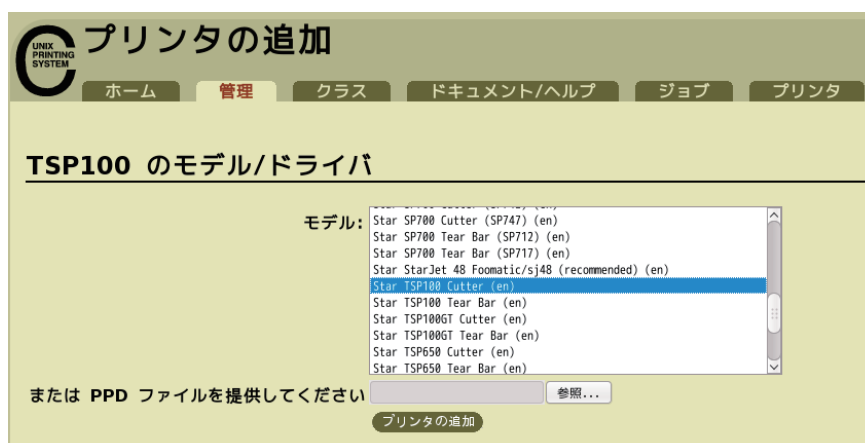 UNIX
PRINTING
SYSTEM
プリンタの追加
ホーム 管理 クラス ドキュメント/ヘルプ ジョブ プリンタ
TSP100 のモデル/ドライバ
モデル:
Star SP700 Cutter (SP747) (en)
Star SP700 Tear Bar (SP712) (en)
Star SP700 Tear Bar (SP717) (en)
Star StarJet 48 Foomatic/sj48 (recommended) (en)
Star TSP100 Cutter (en)
Star TSP100 Tear Bar (en)
Star TSP100GT Cutter (en)
Star TSP100GT Tear Bar (en)
Star TSP650 Cutter (en)
Star TSP650 Tear Bar (en)
または PPD ファイルを提供してください 参照...
プリンタの追加